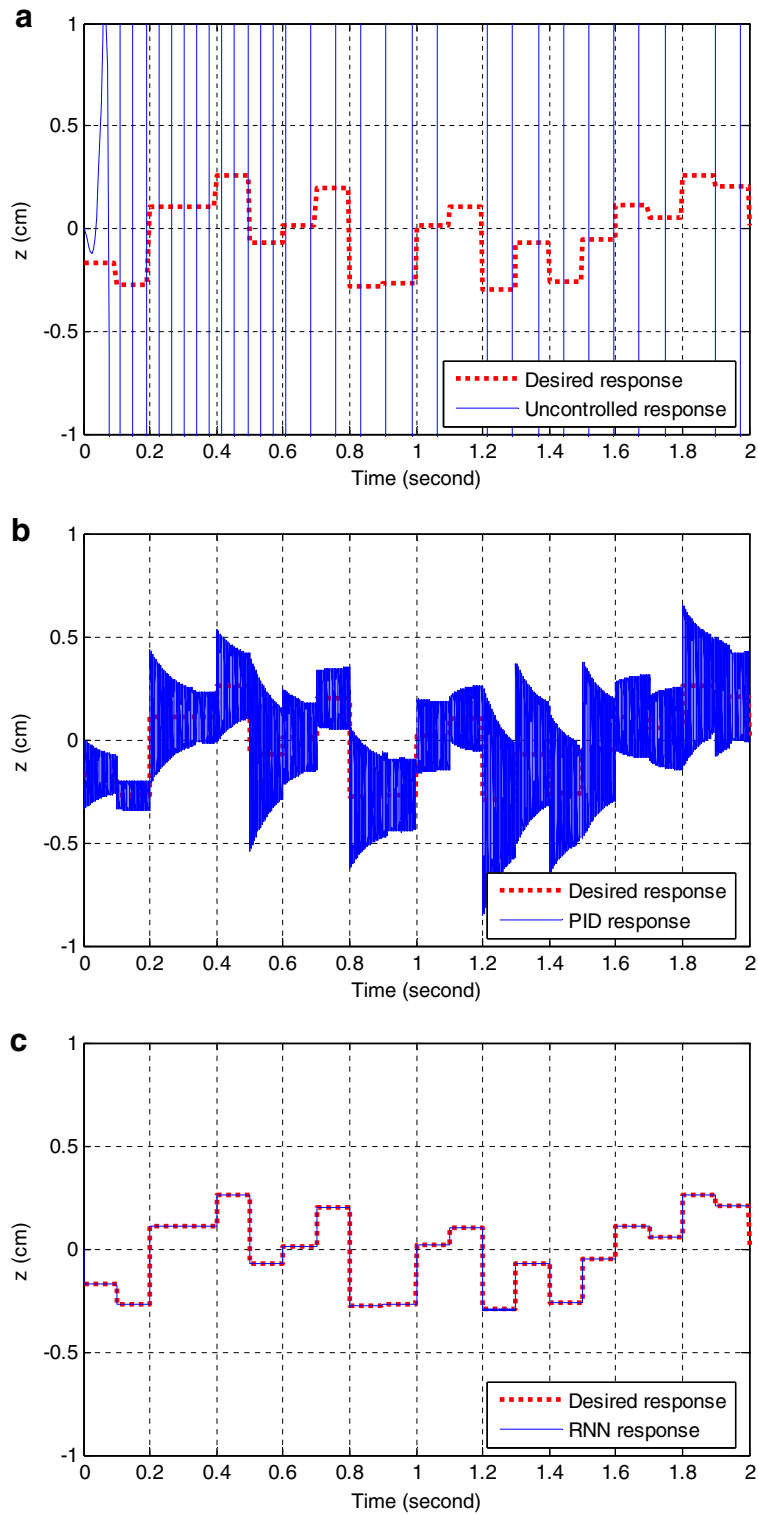 a
1
0.5
0
-0.5
-1
z (cm)
Desired response
Uncontrolled response
0 0.2 0.4 0.6 0.8 1 1.2 1.4 1.6 1.8 2
Time (second)
b
1
0.5
0
-0.5
-1
z (cm)
Desired response
PID response
0 0.2 0.4 0.6 0.8 1 1.2 1.4 1.6 1.8 2
Time (second)
c
1
0.5
0
-0.5
-1
z (cm)
Desired response
RNN response
0 0.2 0.4 0.6 0.8 1 1.2 1.4 1.6 1.8 2
Time (second)